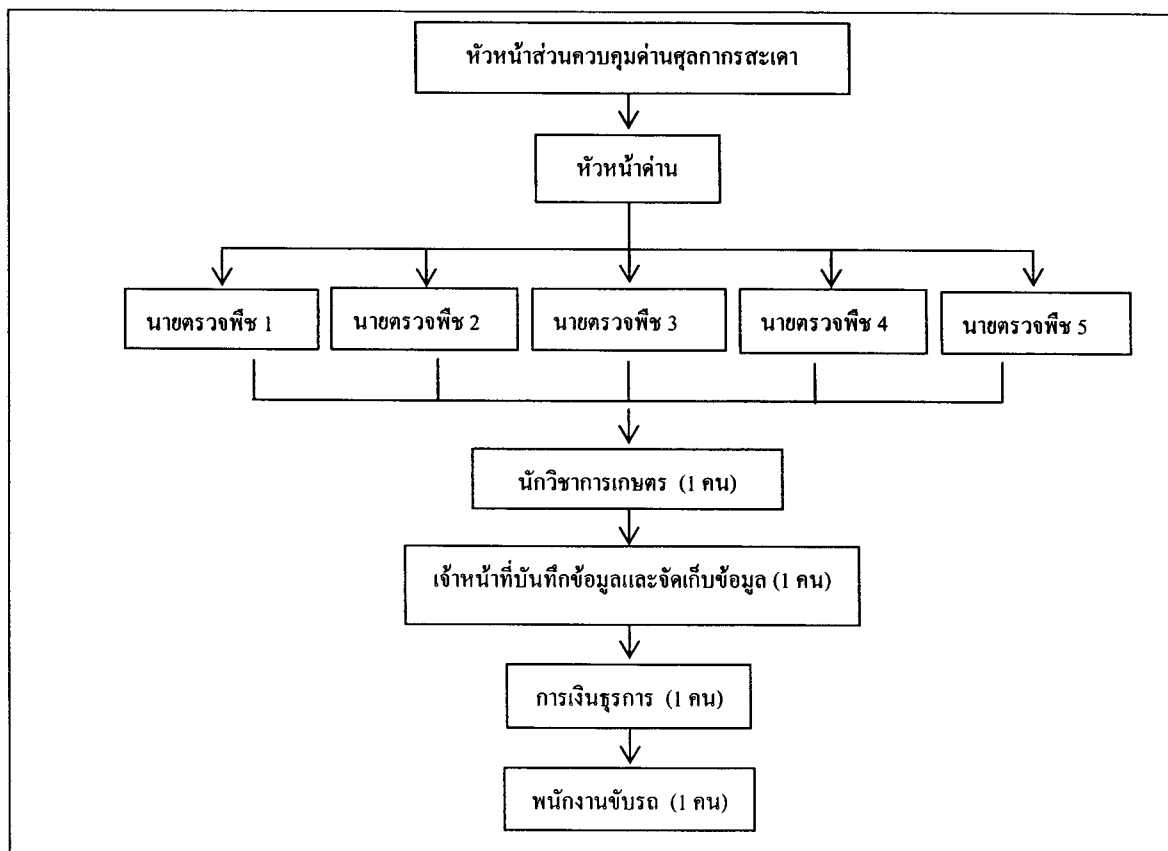 หัวหน้าส่วนควบคุมด่านศุลกากรสะเดา
หัวหน้าด่าน
นายตรวจพืช 1
นายตรวจพืช 2
นายตรวจพืช 3
นายตรวจพืช 4
นายตรวจพืช 5
นักวิชาการเกษตร (1 คน)
เจ้าหน้าที่บันทึกข้อมูลและจัดเก็บข้อมูล (1 คน)
การเงินธุรการ (1 คน)
พนักงานขับรถ (1 คน)